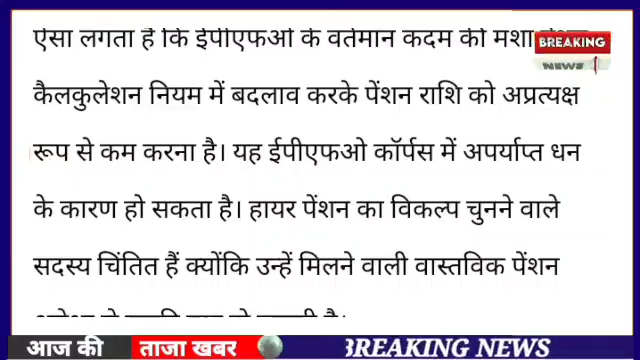 ऐसा लगता है कि ईपीएफओ के वर्तमान कदम की मंशा
BREAKING
NEWS
कैलकुलेशन नियम में बदलाव करके पेंशन राशि को अप्रत्यक्ष
रूप से कम करना है। यह ईपीएफओ कॉर्पस में अपर्याप्त धन
के कारण हो सकता है। हायर पेंशन का विकल्प चुनने वाले
सदस्य चिंतित हैं क्योंकि उन्हें मिलने वाली वास्तविक पेंशन
आज की ताजा खबर BREAKING NEWS